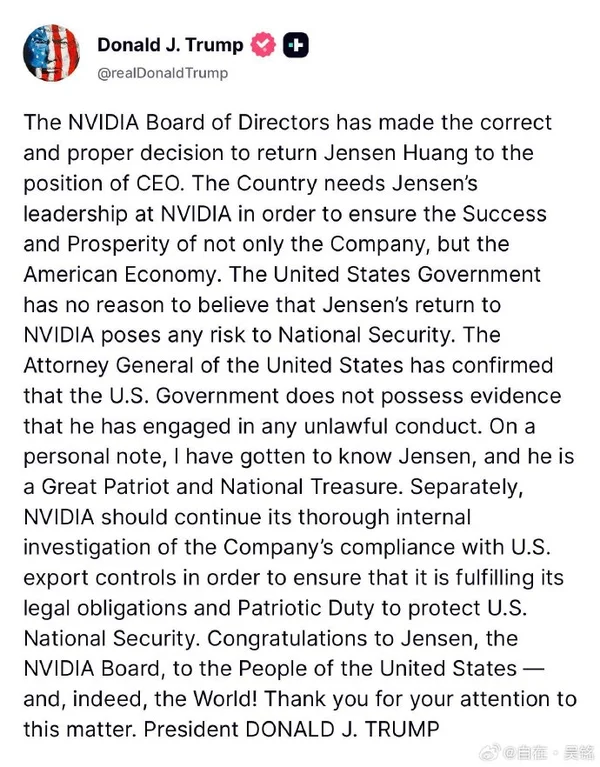 Donald J. Trump
@realDonaldTrump
The NVIDIA Board of Directors has made the correct
and proper decision to return Jensen Huang to the
position of CEO. The Country needs Jensen’s
leadership at NVIDIA in order to ensure the Success
and Prosperity of not only the Company, but the
American Economy. The United States Government
has no reason to believe that Jensen’s return to
NVIDIA poses any risk to National Security. The
Attorney General of the United States has confirmed
that the U.S. Government does not possess evidence
that he has engaged in any unlawful conduct. On a
personal note, I have gotten to know Jensen, and he is
a Great Patriot and National Treasure. Separately,
NVIDIA should continue its thorough internal
investigation of the Company’s compliance with U.S.
export controls in order to ensure that it is fulfilling its
legal obligations and Patriotic Duty to protect U.S.
National Security. Congratulations to Jensen, the
NVIDIA Board, to the People of the United States —
and, indeed, the World! Thank you for your attention to
this matter. President DONALD J. TRUMP
@自在·吴铭